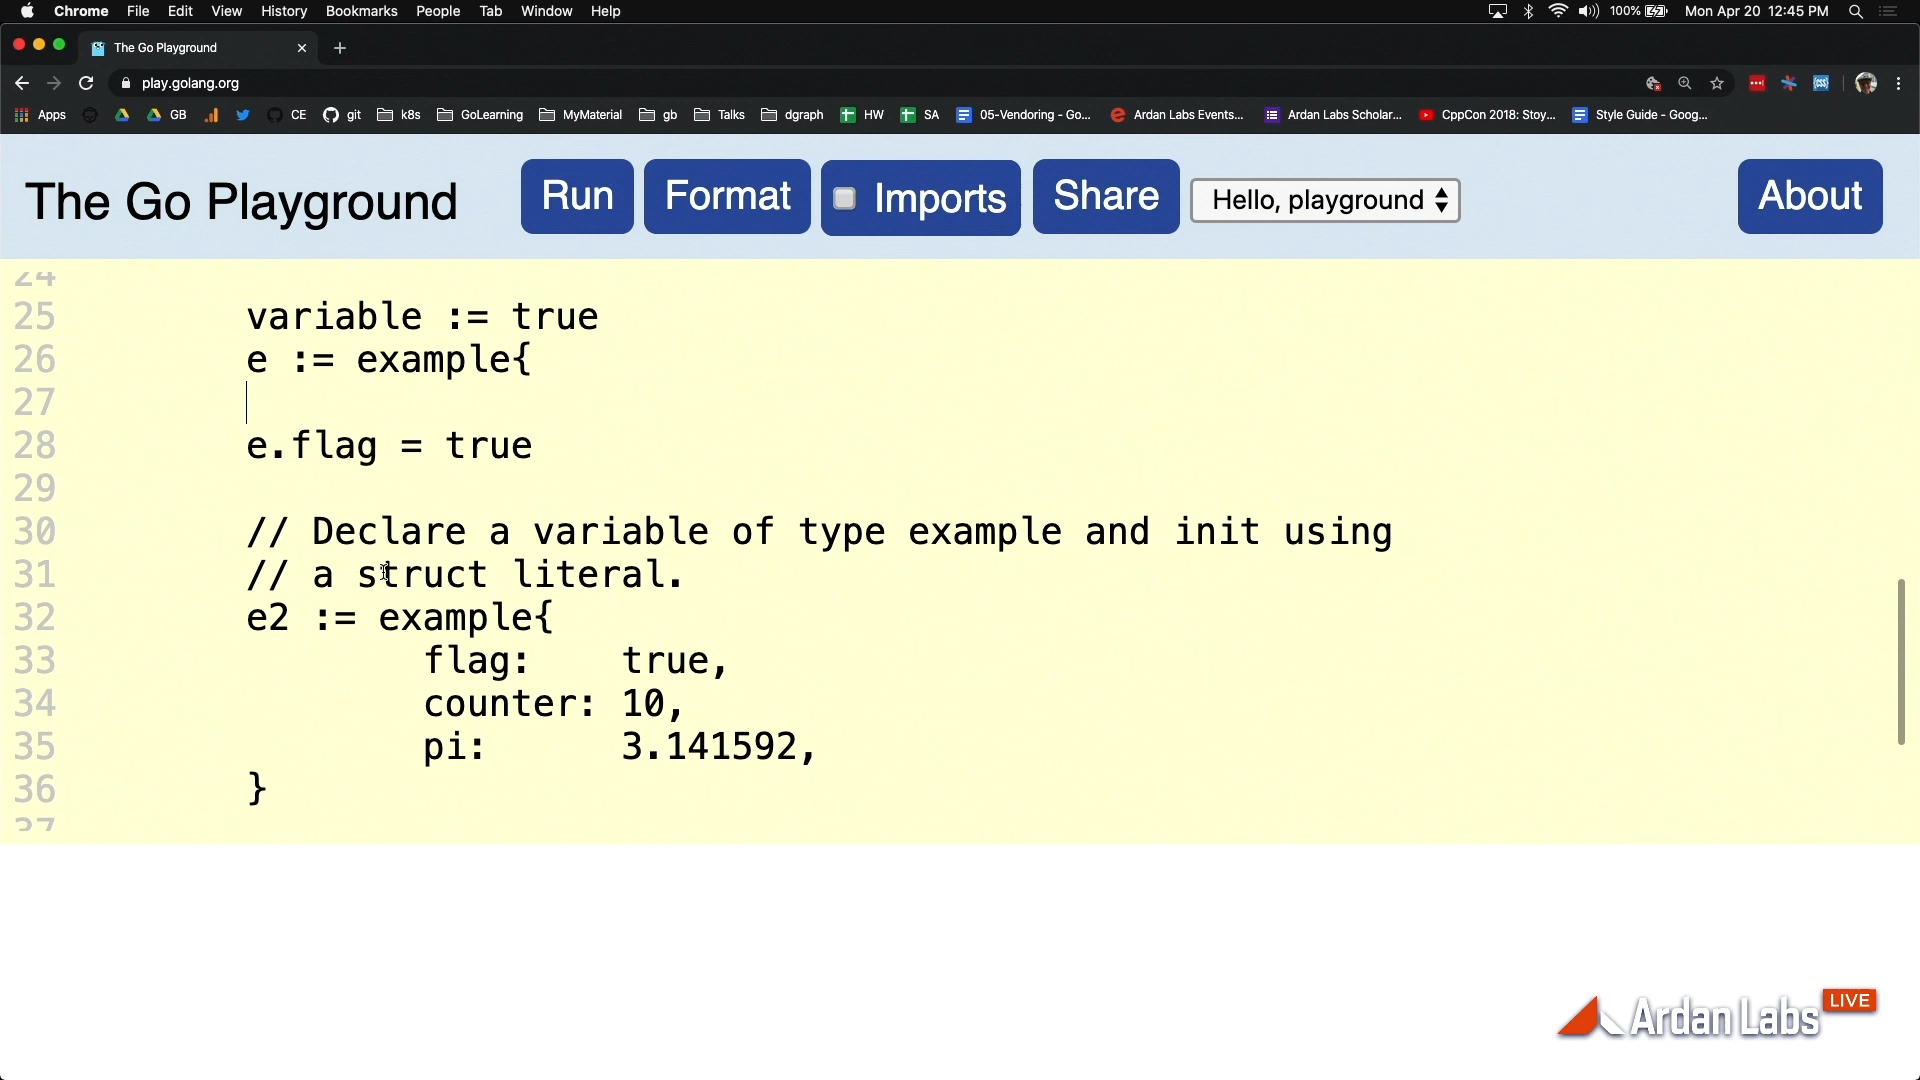 Chrome File Edit View History Bookmarks People Tab Window Help 100% Mon Apr 20 12:45 PM
The Go Playground
play.golang.org
Apps GB CE git k8s GoLearning MyMaterial gb Talks dgraph HW SA 05-Vendoring - Go... Ardan Labs Events... Ardan Labs Scholar... CppCon 2018: Stoy... Style Guide - Goog...
The Go Playground Run Format Imports Share Hello, playground About
24
25 variable := true
26 e := example{
27
28 e.flag = true
29
30 // Declare a variable of type example and init using
31 // a struct literal.
32 e2 := example{
33 flag: true,
34 counter: 10,
35 pi: 3.141592,
36 }
37
Ardan Labs LIVE